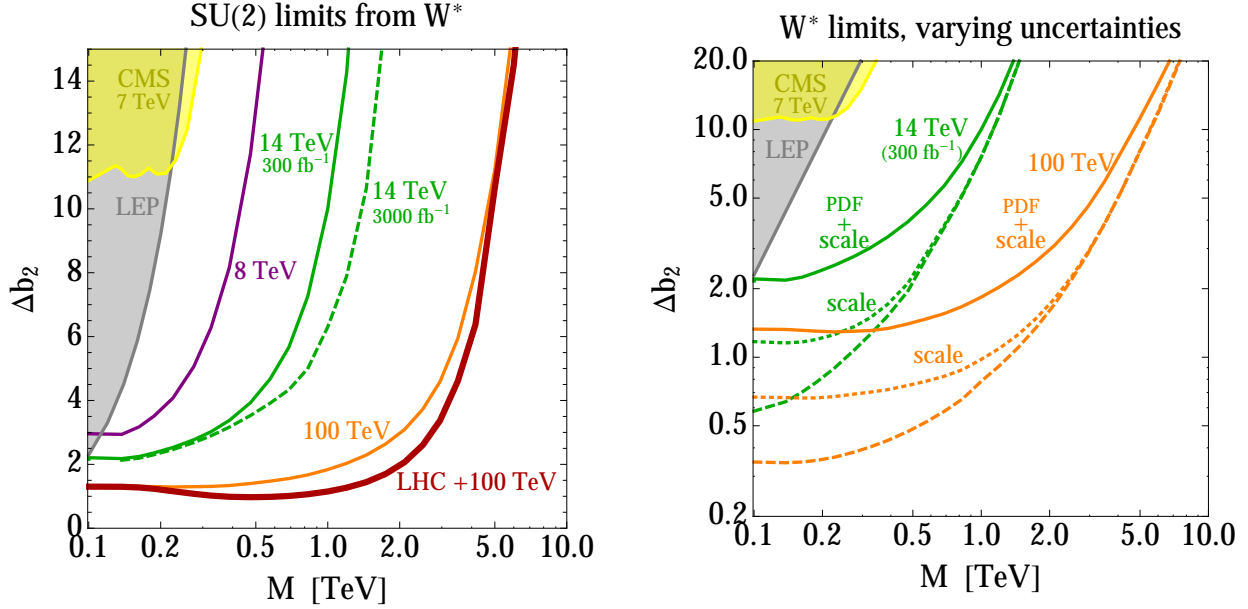 SU(2) limits from W*
Δb₂
14
12
10
8
6
4
2
0
CMS
7 TeV
LEP
8 TeV
14 TeV
300 fb⁻¹
14 TeV
3000 fb⁻¹
100 TeV
LHC +100 TeV
0.1 0.2 0.5 1.0 2.0 5.0 10.0
M [TeV]
W* limits, varying uncertainties
Δb₂
20.0
10.0
5.0
2.0
1.0
0.5
0.2
CMS
7 TeV
LEP
14 TeV
(300 fb⁻¹)
100 TeV
PDF
+
scale
PDF
+
scale
scale
scale
0.1 0.2 0.5 1.0 2.0 5.0 10.0
M [TeV]